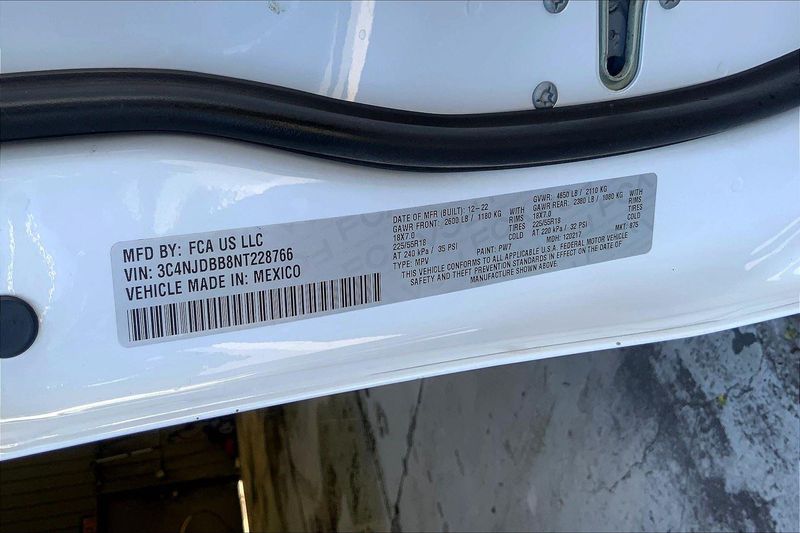 MFD BY: FCA US LLC
VIN: 3C4NJDBB8NT228766
VEHICLE MADE IN: MEXICO
DATE OF MFR (BUILT): 12-22
GAWR FRONT: 2600 LB / 1180 KG WITH
18X7.0 RIMS
225/55R18 TIRES
AT 240 kPa / 35 PSI COLD
TYPE: MPV PAINT: PW7
GVWR: 4650 LB / 2110 KG
GAWR REAR: 2380 LB / 1080 KG WITH
18X7.0 RIMS
225/55R18 TIRES
AT 220 kPa / 32 PSI COLD
MDH: 120217 MKT: 875
THIS VEHICLE CONFORMS TO ALL APPLICABLE U.S.A. FEDERAL MOTOR VEHICLE
SAFETY AND THEFT PREVENTION STANDARDS IN EFFECT ON THE DATE
OF MANUFACTURE SHOWN ABOVE.